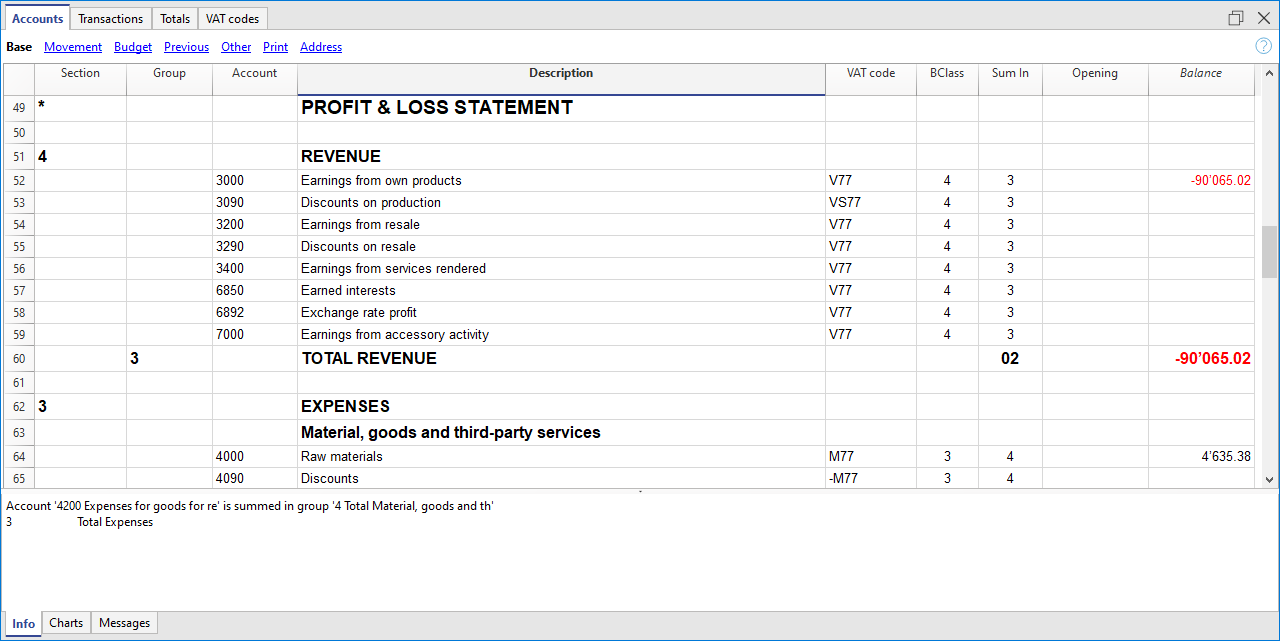 Accounts Transactions Totals VAT codes
Base Movement Budget Previous Other Print Address ?
Section Group Account Description VAT code BClass Sum In Opening Balance
49 * PROFIT & LOSS STATEMENT
50
51 4 REVENUE
52 3000 Earnings from own products V77 4 3 -90’065.02
53 3090 Discounts on production VS77 4 3
54 3200 Earnings from resale V77 4 3
55 3290 Discounts on resale V77 4 3
56 3400 Earnings from services rendered V77 4 3
57 6850 Earned interests V77 4 3
58 6892 Exchange rate profit V77 4 3
59 7000 Earnings from accessory activity V77 4 3
60 3 TOTAL REVENUE 02 -90’065.02
61
62 3 EXPENSES
63 Material, goods and third-party services
64 4000 Raw materials M77 3 4 4’635.38
65 4090 Discounts -M77 3 4
Account '4200 Expenses for goods for re' is summed in group '4 Total Material, goods and th'
3 Total Expenses
Info Charts Messages